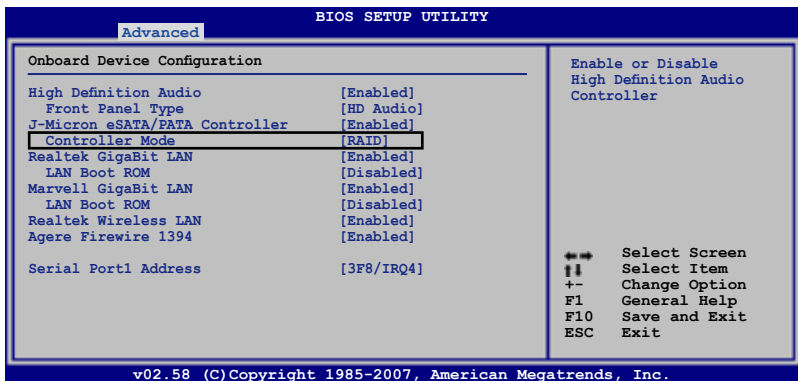 BIOS SETUP UTILITY
Advanced
Onboard Device Configuration
High Definition Audio [Enabled]
Front Panel Type [HD Audio]
J-Micron eSATA/PATA Controller [Enabled]
Controller Mode [RAID]
Realtek GigaBit LAN [Enabled]
LAN Boot ROM [Disabled]
Marvell GigaBit LAN [Enabled]
LAN Boot ROM [Disabled]
Realtek Wireless LAN [Enabled]
Agere Firewire 1394 [Enabled]
Serial Port1 Address [3F8/IRQ4]
Enable or Disable
High Definition Audio
Controller
←→ Select Screen
↑↓ Select Item
+- Change Option
F1 General Help
F10 Save and Exit
ESC Exit
v02.58 (C)Copyright 1985-2007, American Megatrends, Inc.